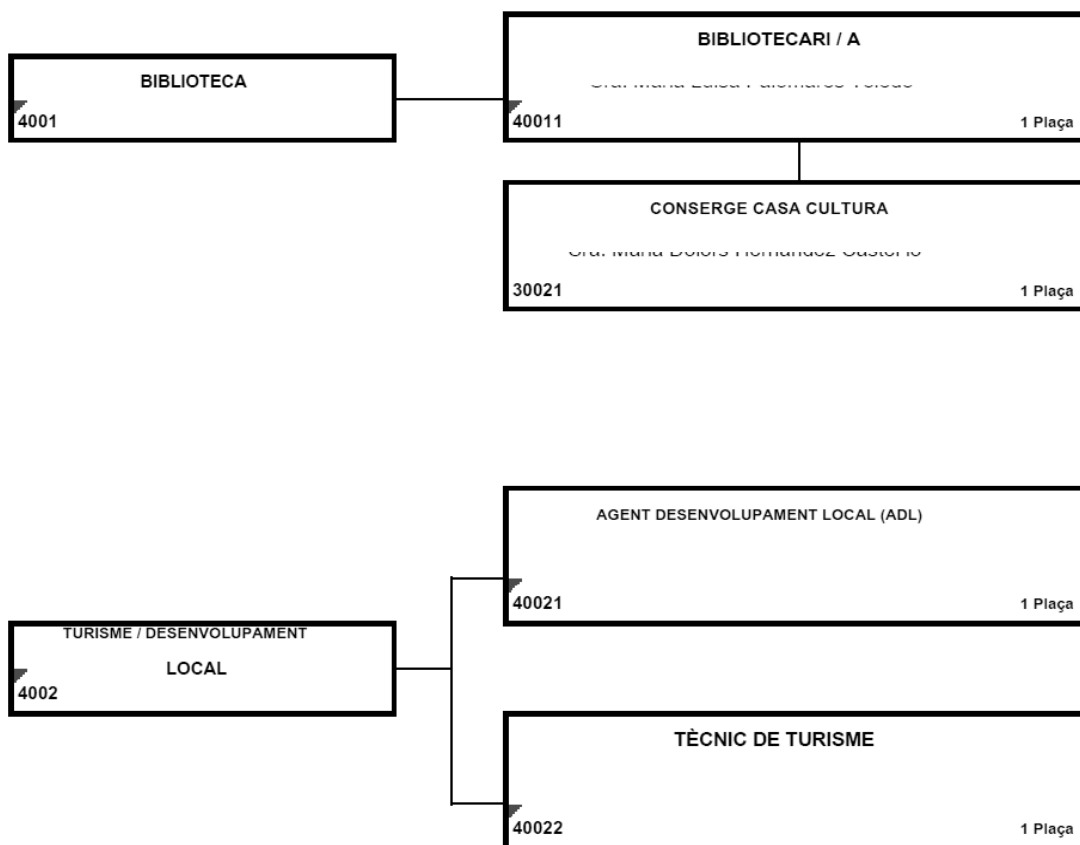 BIBLIOTECA
4001
BIBLIOTECARI / A
40011
1 Plaça
CONSERGE CASA CULTURA
30021
1 Plaça
AGENT DESENVOLUPAMENT LOCAL (ADL)
40021
1 Plaça
TURISME / DESENVOLUPAMENT
LOCAL
4002
TÈCNIC DE TURISME
40022
1 Plaça